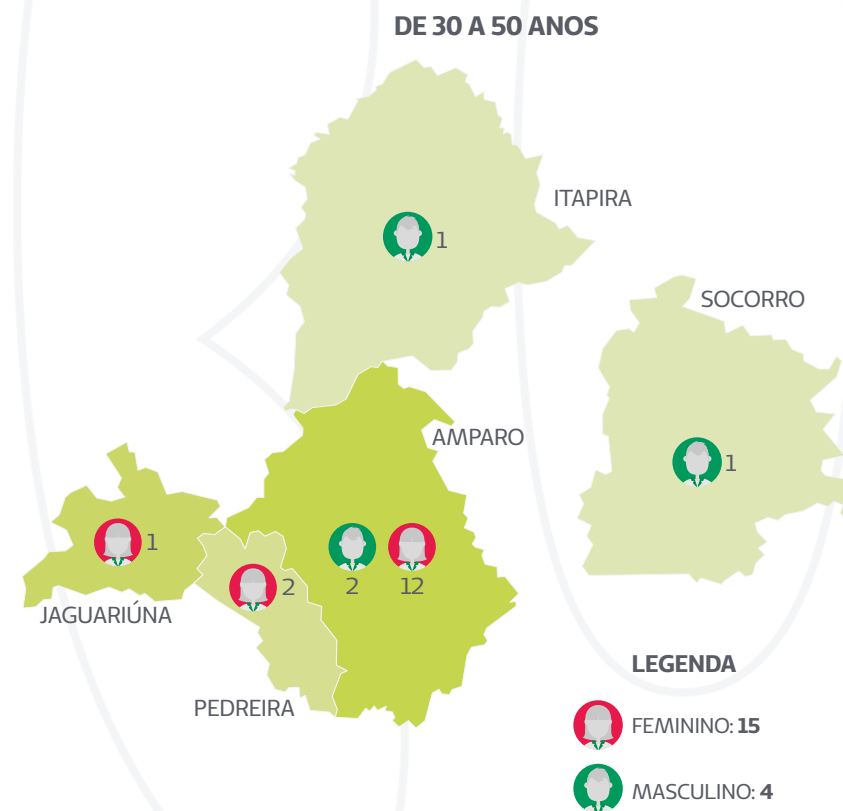 DE 30 A 50 ANOS
ITAPIRA
1
SOCORRO
AMPARO
1
1
2
2
12
JAGUARIÚNA
PEDREIRA
LEGENDA
FEMININO: 15
MASCULINO: 4